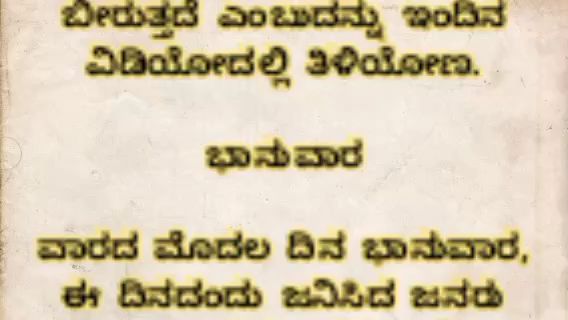 ಬೀರುತ್ತದೆ ಎಂಬುದನ್ನು ಇಂದಿನ
ವಿಡಿಯೋದಲ್ಲಿ ತಿಳಿಯೋಣ.
ಭಾನುವಾರ
ವಾರದ ಮೊದಲ ದಿನ ಭಾನುವಾರ,
ಈ ದಿನದಂದು ಜನಿಸಿದ ಜನರು